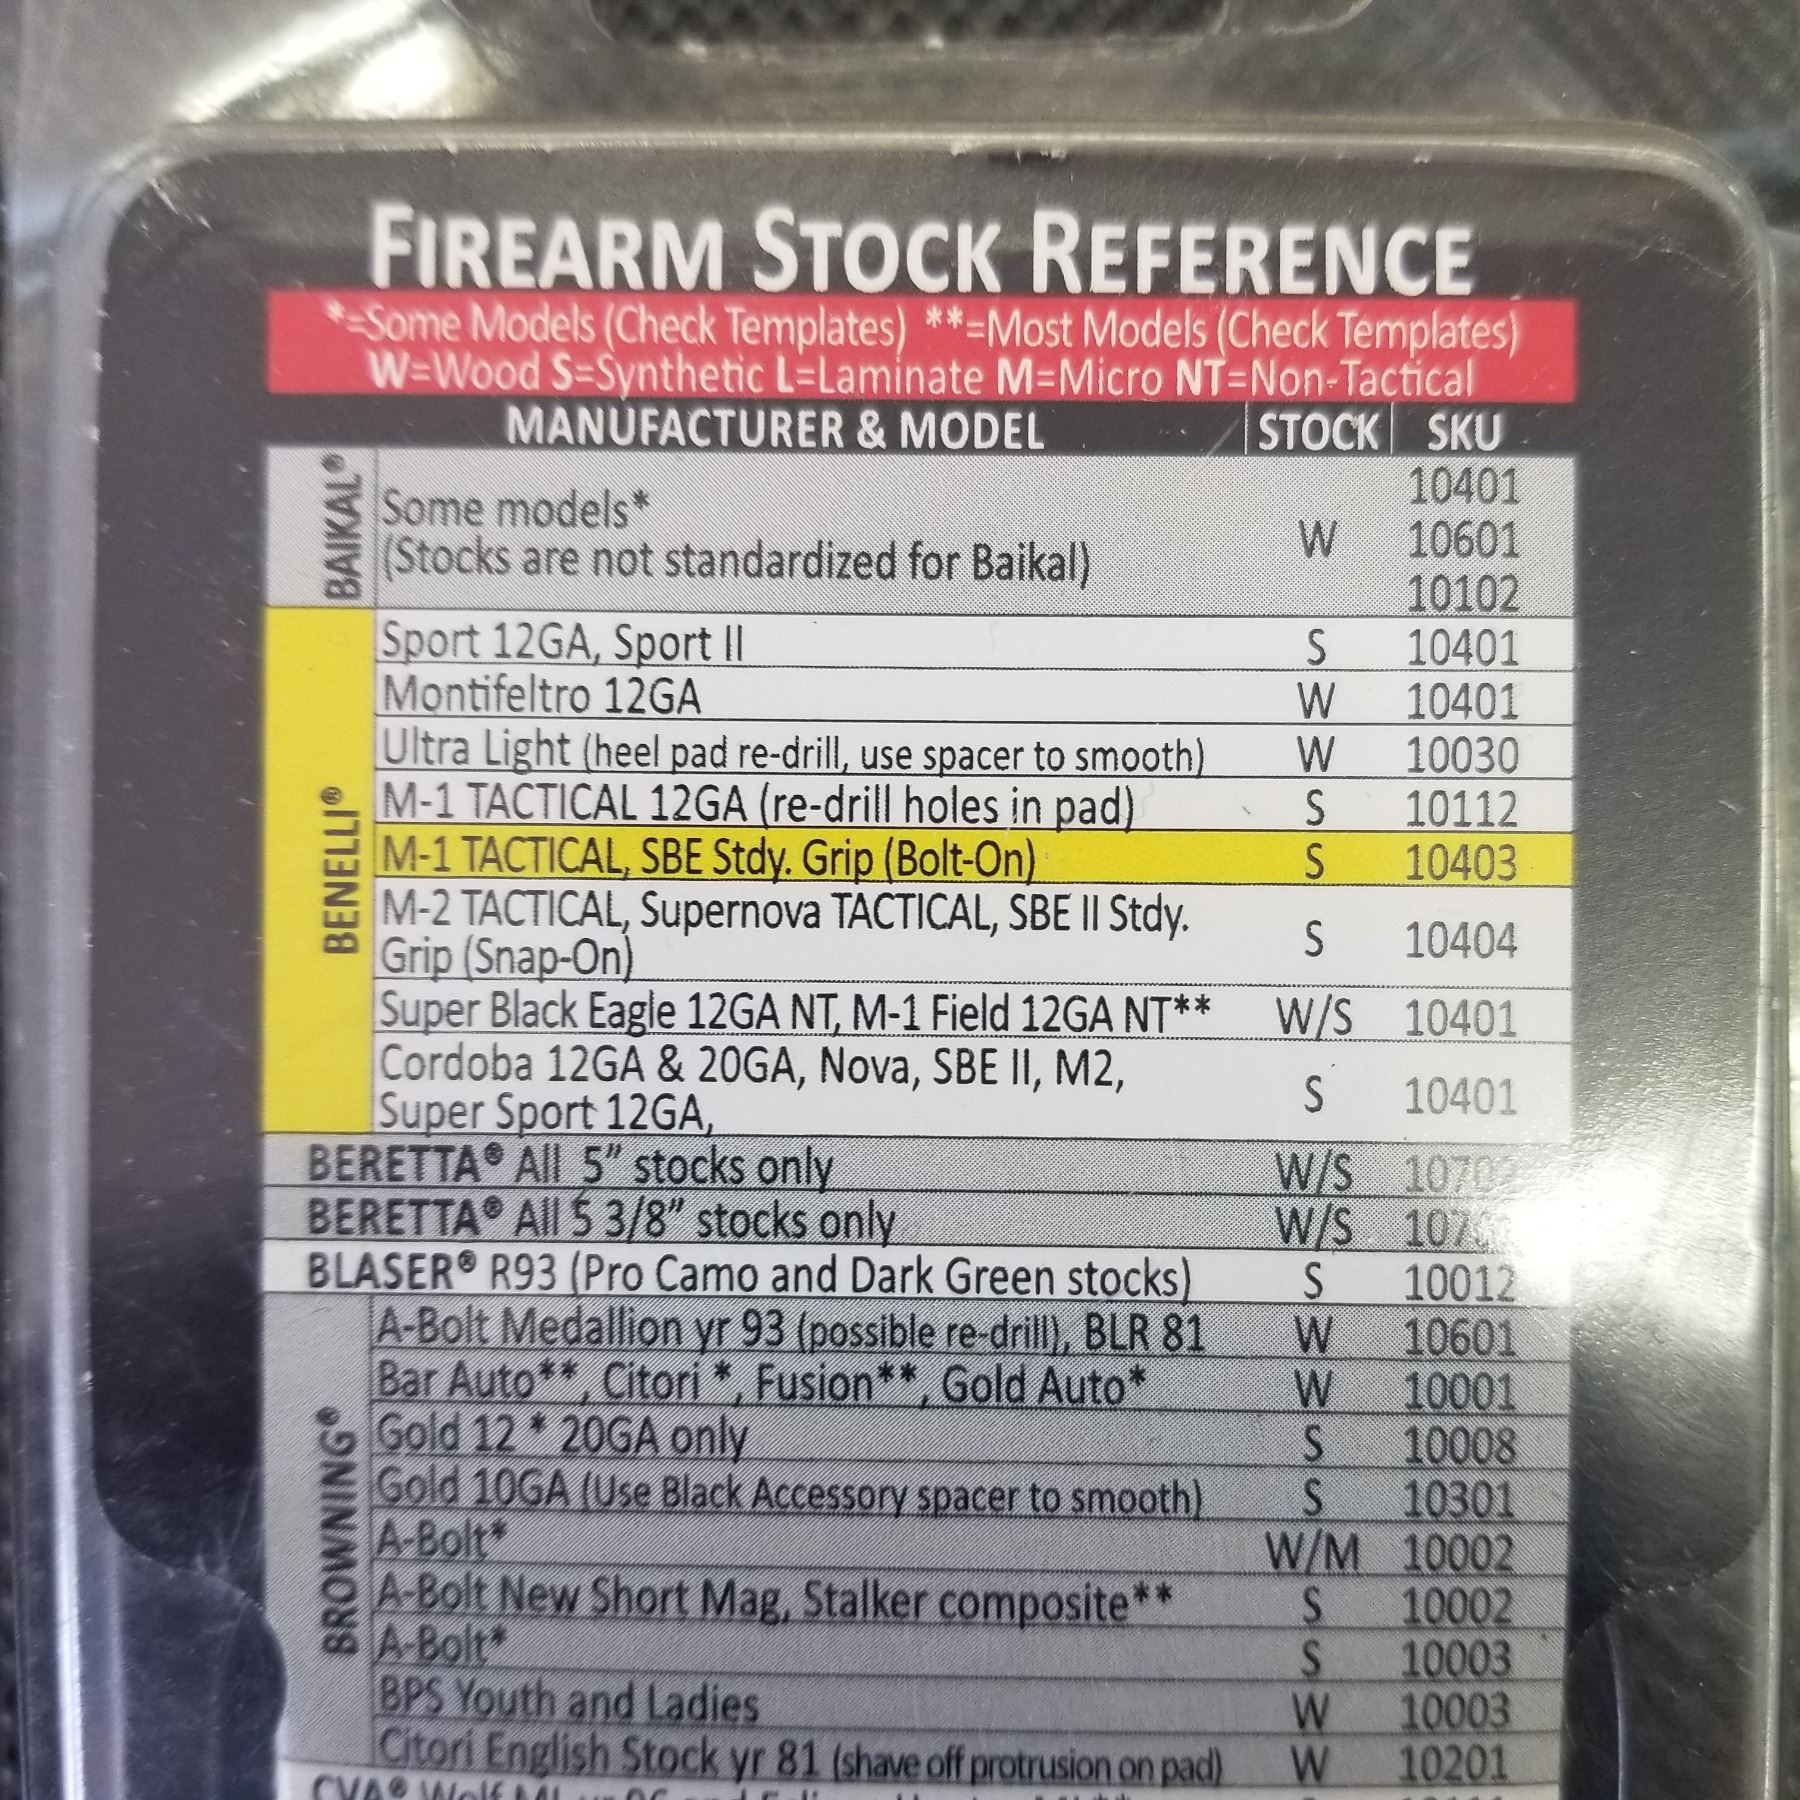 FIREARM STOCK REFERENCE
*=Some Models (Check Templates) **=Most Models (Check Templates)
W=Wood S=Synthetic L=Laminate M=Micro NT=Non-Tactical
MANUFACTURER & MODEL STOCK SKU
BAIKAL®
Some models*
(Stocks are not standardized for Baikal)
W
10401
10601
10102
BENELLI®
Sport 12GA, Sport II S 10401
Montifeltro 12GA W 10401
Ultra Light (heel pad re-drill, use spacer to smooth) W 10030
M-1 TACTICAL 12GA (re-drill holes in pad) S 10112
M-1 TACTICAL, SBE Stdy. Grip (Bolt-On) S 10403
M-2 TACTICAL, Supernova TACTICAL, SBE II Stdy.
Grip (Snap-On) S 10404
Super Black Eagle 12GA NT, M-1 Field 12GA NT** W/S 10401
Cordoba 12GA & 20GA, Nova, SBE II, M2,
Super Sport 12GA, S 10401
BERETTA® All 5" stocks only W/S
BERETTA® All 5 3/8" stocks only W/S
BLASER® R93 (Pro Camo and Dark Green stocks) S 10012
BROWNING®
A-Bolt Medallion yr 93 (possible re-drill), BLR 81 W 10601
Bar Auto**, Citori *, Fusion**, Gold Auto* W 10001
Gold 12 * 20GA only S 10008
Gold 10GA (Use Black Accessory spacer to smooth) S 10301
A-Bolt* W/M 10002
A-Bolt New Short Mag, Stalker composite** S 10002
A-Bolt* S 10003
BPS Youth and Ladies W 10003
Citori English Stock yr 81 (shave off protrusion on pad) W 10201
CVA® Wolf